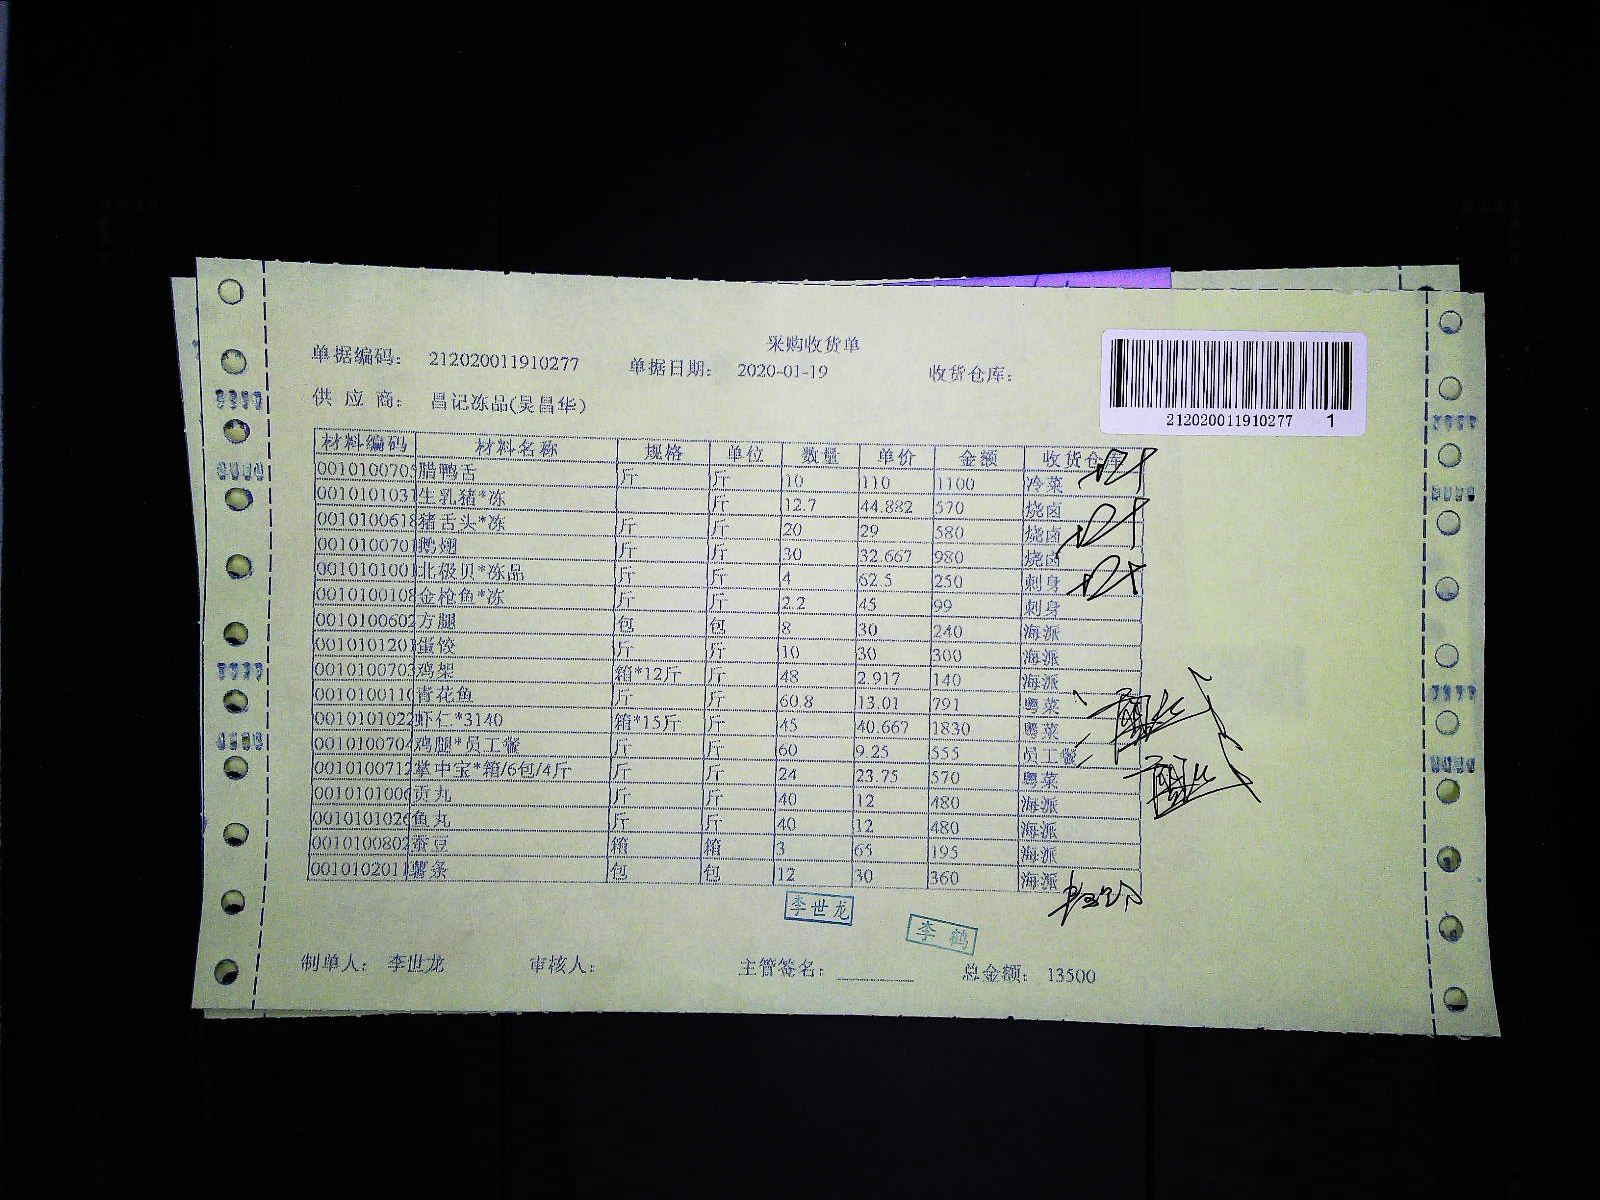 采购收货单
单据编码： 212020011910277 单据日期： 2020-01-19 收货仓库：
212020011910277 1
供 应 商： 昌记冻品(吴昌华)
材料编码 材料名称 规格 单位 数量 单价 金额 收货仓库
001010070 腊鸭舌 斤 斤 10 110 1100 冷菜
0010101031 生乳猪*冻 斤 12.7 44.882 570 烧卤
0010100618 猪舌头*冻 斤 斤 20 29 580 烧卤
001010070 鹅翅 斤 斤 30 32.667 980 烧卤
001010100 北极贝*冻品 斤 斤 4 62.5 250 刺身
0010100108 金枪鱼*冻 斤 斤 2.2 45 99 刺身
0010100602 方腿 包 包 8 30 240 海派
001010120 蛋饺 斤 斤 10 30 300 海派
0010100703 鸡架 箱*12斤 斤 48 2.917 140 海派
001010011 青花鱼 斤 斤 60.8 13.01 791 粤菜
0010101022 虾仁*3140 箱*15斤 斤 45 40.667 1830 粤菜
0010100704 鸡腿*员工餐 斤 斤 60 9.25 555 员工餐
0010100712 掌中宝*箱/6包/4斤 斤 斤 24 23.75 570 粤菜
0010101006 贡丸 斤 斤 40 12 480 海派
0010101026 鱼丸 斤 斤 40 12 480 海派
0010100802 蚕豆 箱 箱 3 65 195 海派
001010201 薯条 包 包 12 30 360 海派
李世龙
李鹤
制单人： 李世龙 审核人： 主管签名： 总金额： 13500